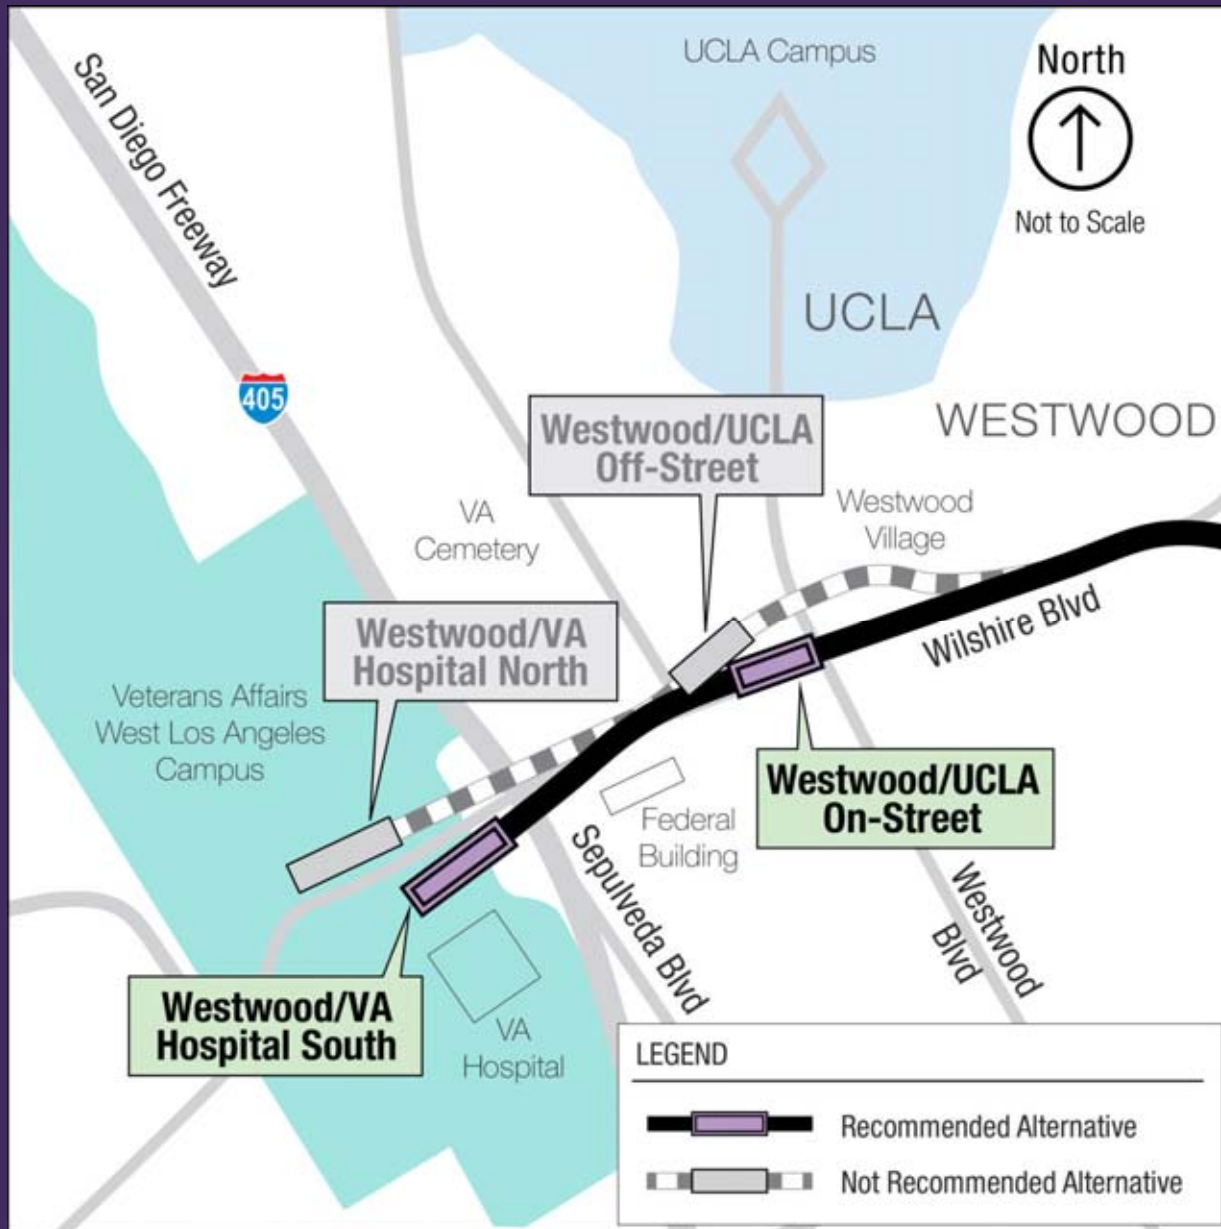 UCLA Campus
North
Not to Scale
San Diego Freeway
405
UCLA
WESTWOOD
Westwood/UCLA
Off-Street
Westwood
Village
VA
Cemetery
Wilshire Blvd
Westwood/VA
Hospital North
Veterans Affairs
West Los Angeles
Campus
Westwood/UCLA
On-Street
Federal
Building
Sepulveda Blvd
Westwood
Blvd
Westwood/VA
Hospital South
VA
Hospital
LEGEND
Recommended Alternative
Not Recommended Alternative